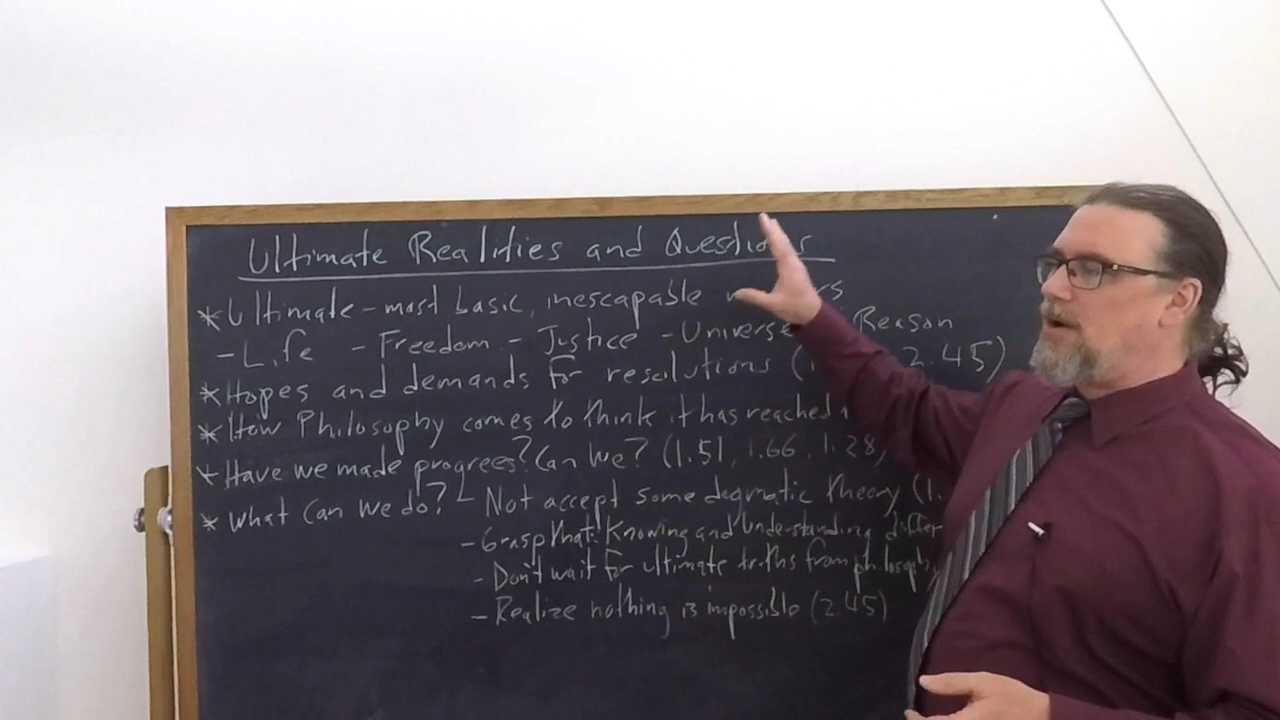 Ultimate Realities and Questions
* Ultimate - most basic, inescapable
- Life - Freedom - Justice - Universe Reason
* Hopes and demands for resolutions ( 2.45)
* How Philosophy comes to think it has reached
* Have we made progrees? Can we? (1.51, 1.66, 1.28,
* What Can we do? - Not accept some dogmatic theory (1.
- Grasp that Knowing and Understanding differ
- Don't wait for ultimate truths from philosophy
- Realize nothing is impossible (2.45)